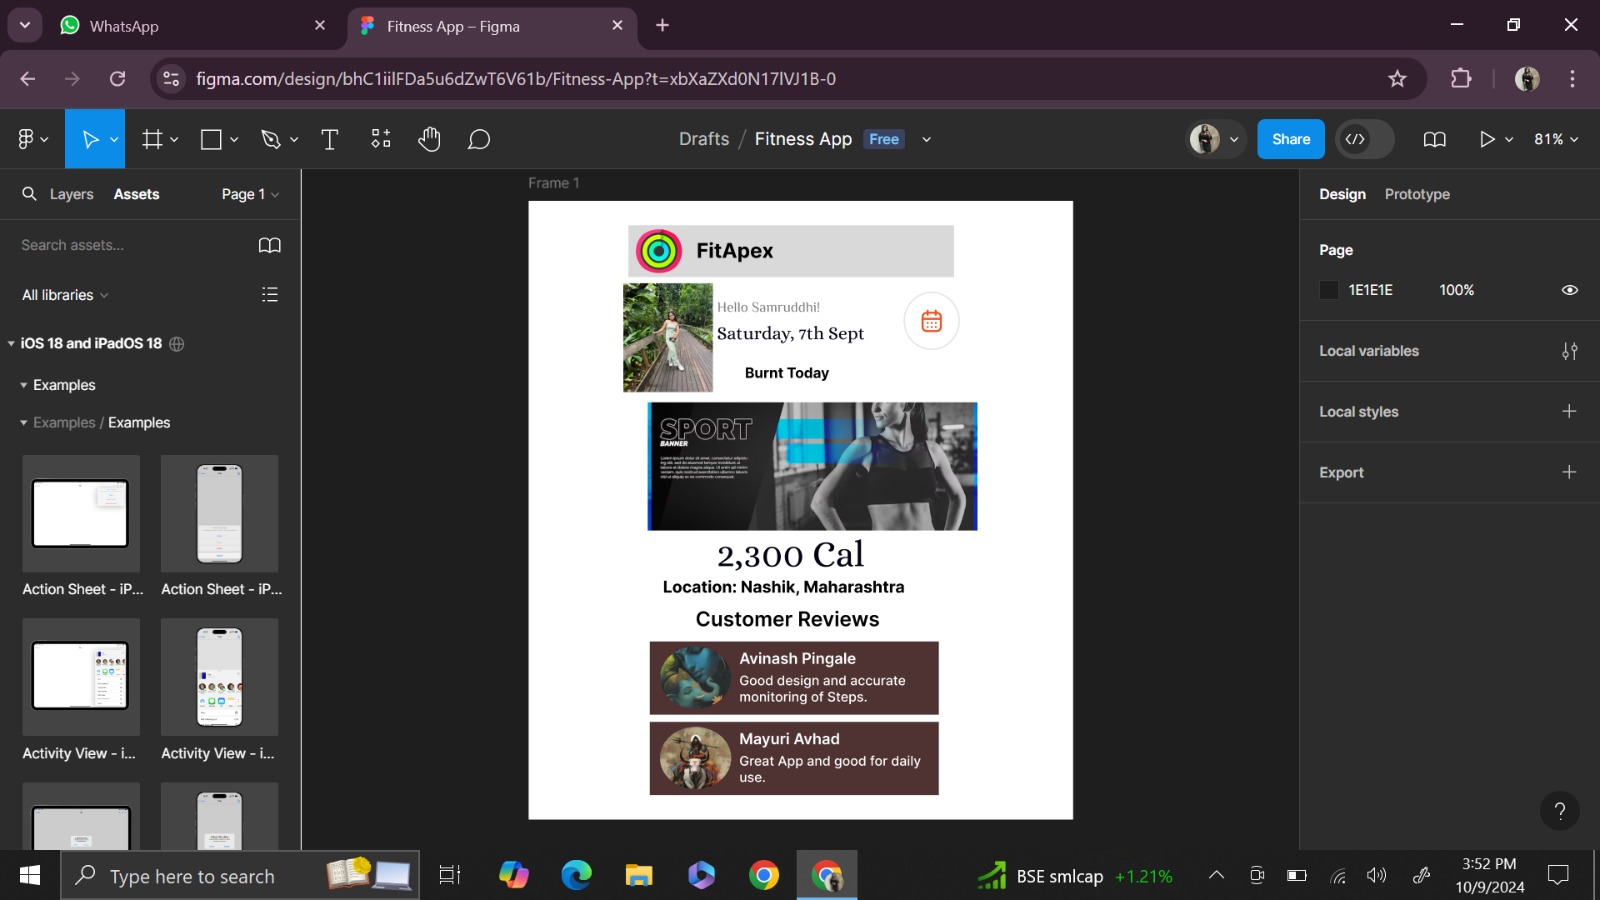 WhatsApp
Fitness App – Figma
figma.com/design/bhC1iilFDa5u6dZwT6V61b/Fitness-App?t=xbXaZXd0N17lVJ1B-0
Drafts / Fitness App Free
Share
81%
Layers Assets Page 1
Search assets...
All libraries
iOS 18 and iPadOS 18
Examples
Examples / Examples
Action Sheet - iP... Action Sheet - iP...
Activity View - i... Activity View - i...
Frame 1
FitApex
Hello Samruddhi!
Saturday, 7th Sept
Burnt Today
SPORT
BANNER
2,300 Cal
Location: Nashik, Maharashtra
Customer Reviews
Avinash Pingale
Good design and accurate
monitoring of Steps.
Mayuri Avhad
Great App and good for daily
use.
Design Prototype
Page
1E1E1E 100%
Local variables
Local styles
Export
?
Type here to search
BSE smlcap +1.21%
3:52 PM
10/9/2024